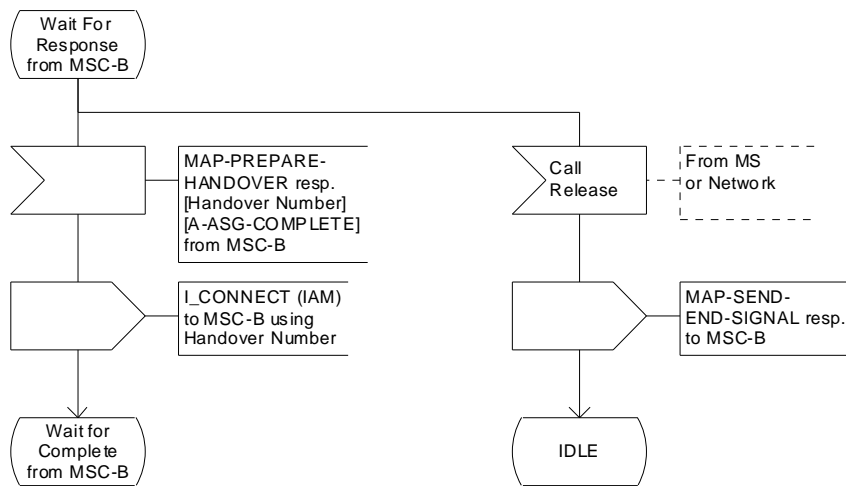 Wait For
Response
from MSC-B
MAP-PREPARE-
HANDOVER resp.
[Handover Number]
[A-ASG-COMPLETE]
from MSC-B
Call
Release
From MS
or Network
I_CONNECT (IAM)
to MSC-B using
Handover Number
MAP-SEND-
END-SIGNAL resp.
to MSC-B
Wait for
Complete
from MSC-B
IDLE